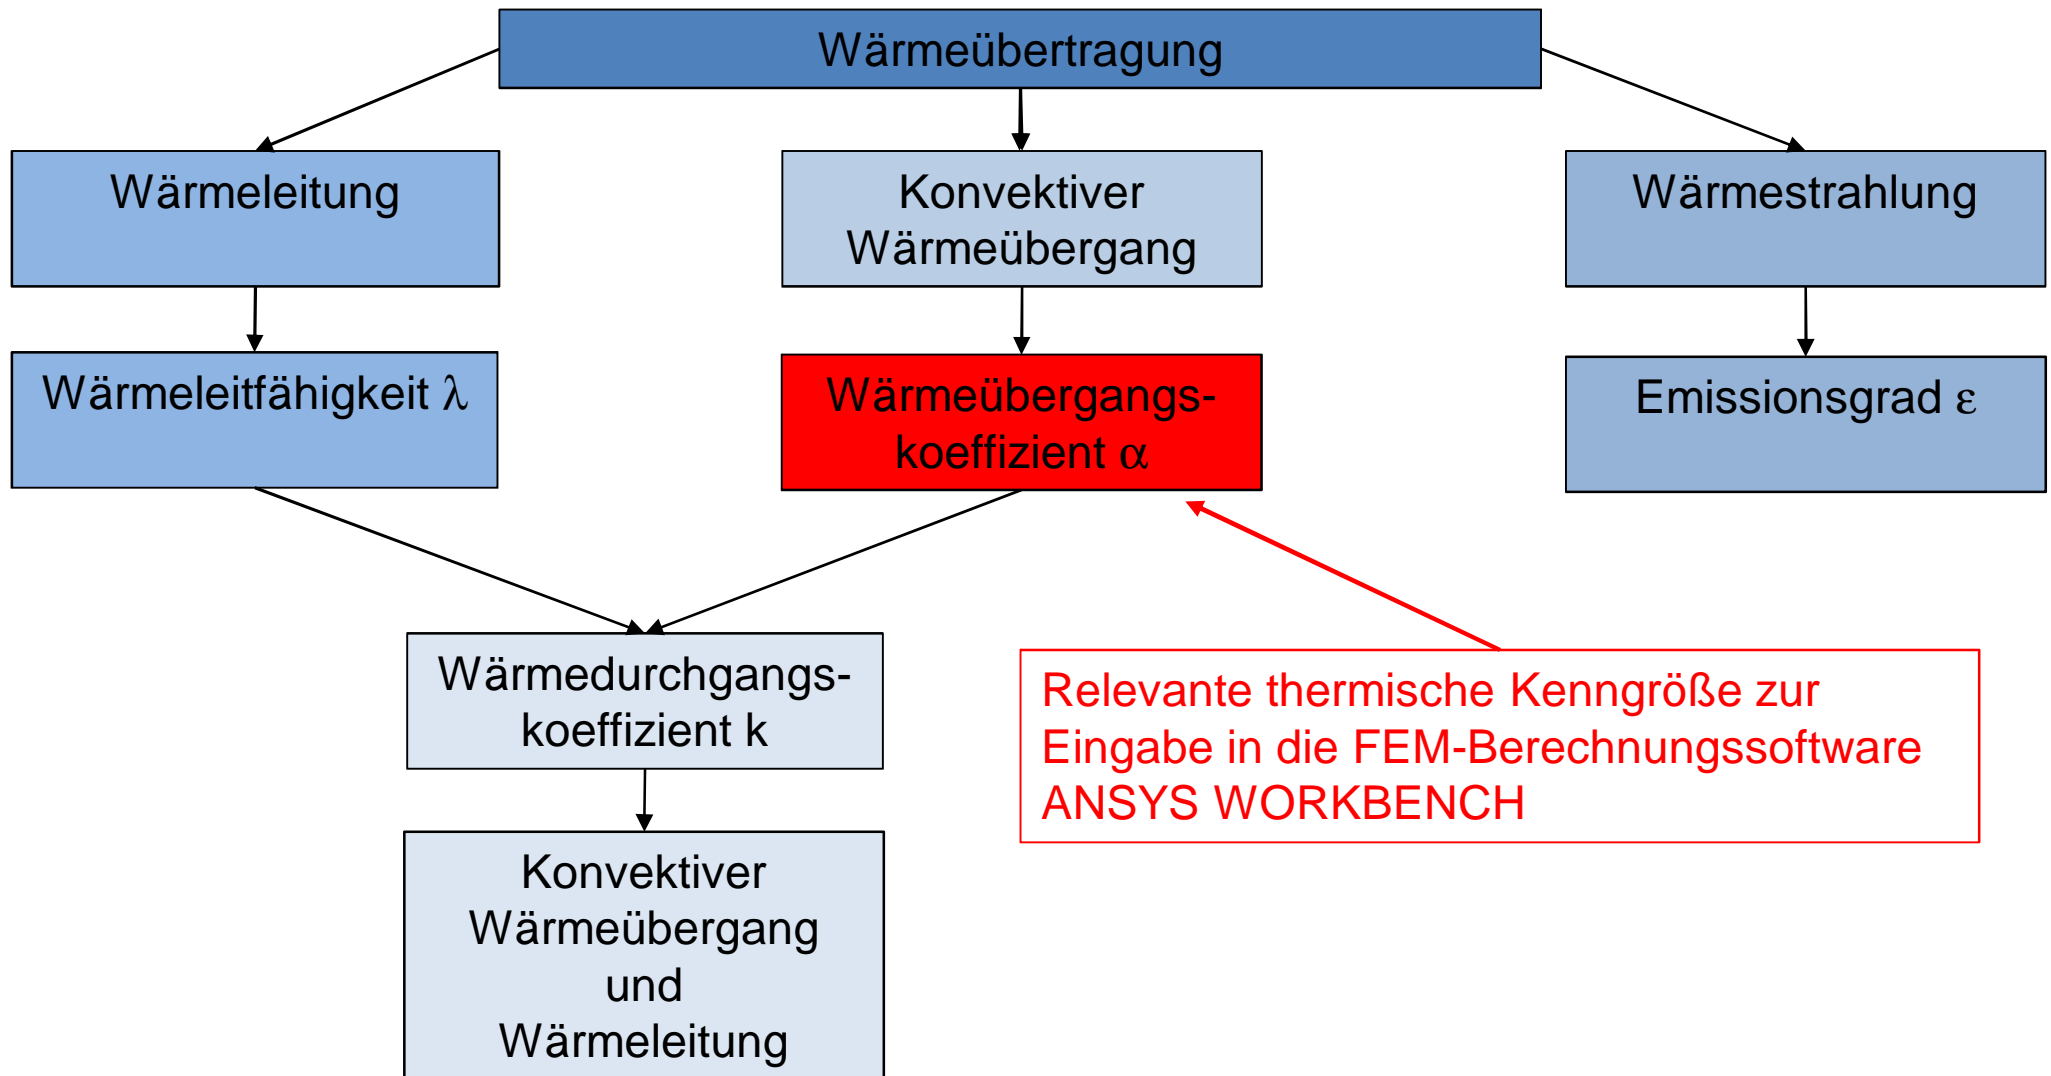 Wärmeübertragung
Wärmeleitung
Konvektiver
Wärmeübergang
Wärmestrahlung
Wärmeleitfähigkeit λ
Wärmeübergangs-
koeffizient α
Emissionsgrad ε
Wärmedurchgangs-
koeffizient k
Relevante thermische Kenngröße zur
Eingabe in die FEM-Berechnungssoftware
ANSYS WORKBENCH
Konvektiver
Wärmeübergang
und
Wärmeleitung